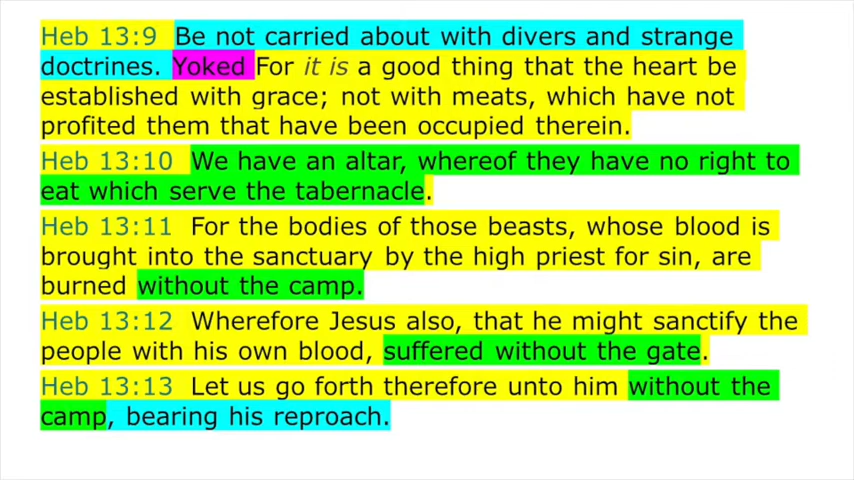 Heb 13:9 Be not carried about with divers and strange
doctrines. Yoked For it is a good thing that the heart be
established with grace; not with meats, which have not
profited them that have been occupied therein.
Heb 13:10 We have an altar, whereof they have no right to
eat which serve the tabernacle.
Heb 13:11 For the bodies of those beasts, whose blood is
brought into the sanctuary by the high priest for sin, are
burned without the camp.
Heb 13:12 Wherefore Jesus also, that he might sanctify the
people with his own blood, suffered without the gate.
Heb 13:13 Let us go forth therefore unto him without the
camp, bearing his reproach.